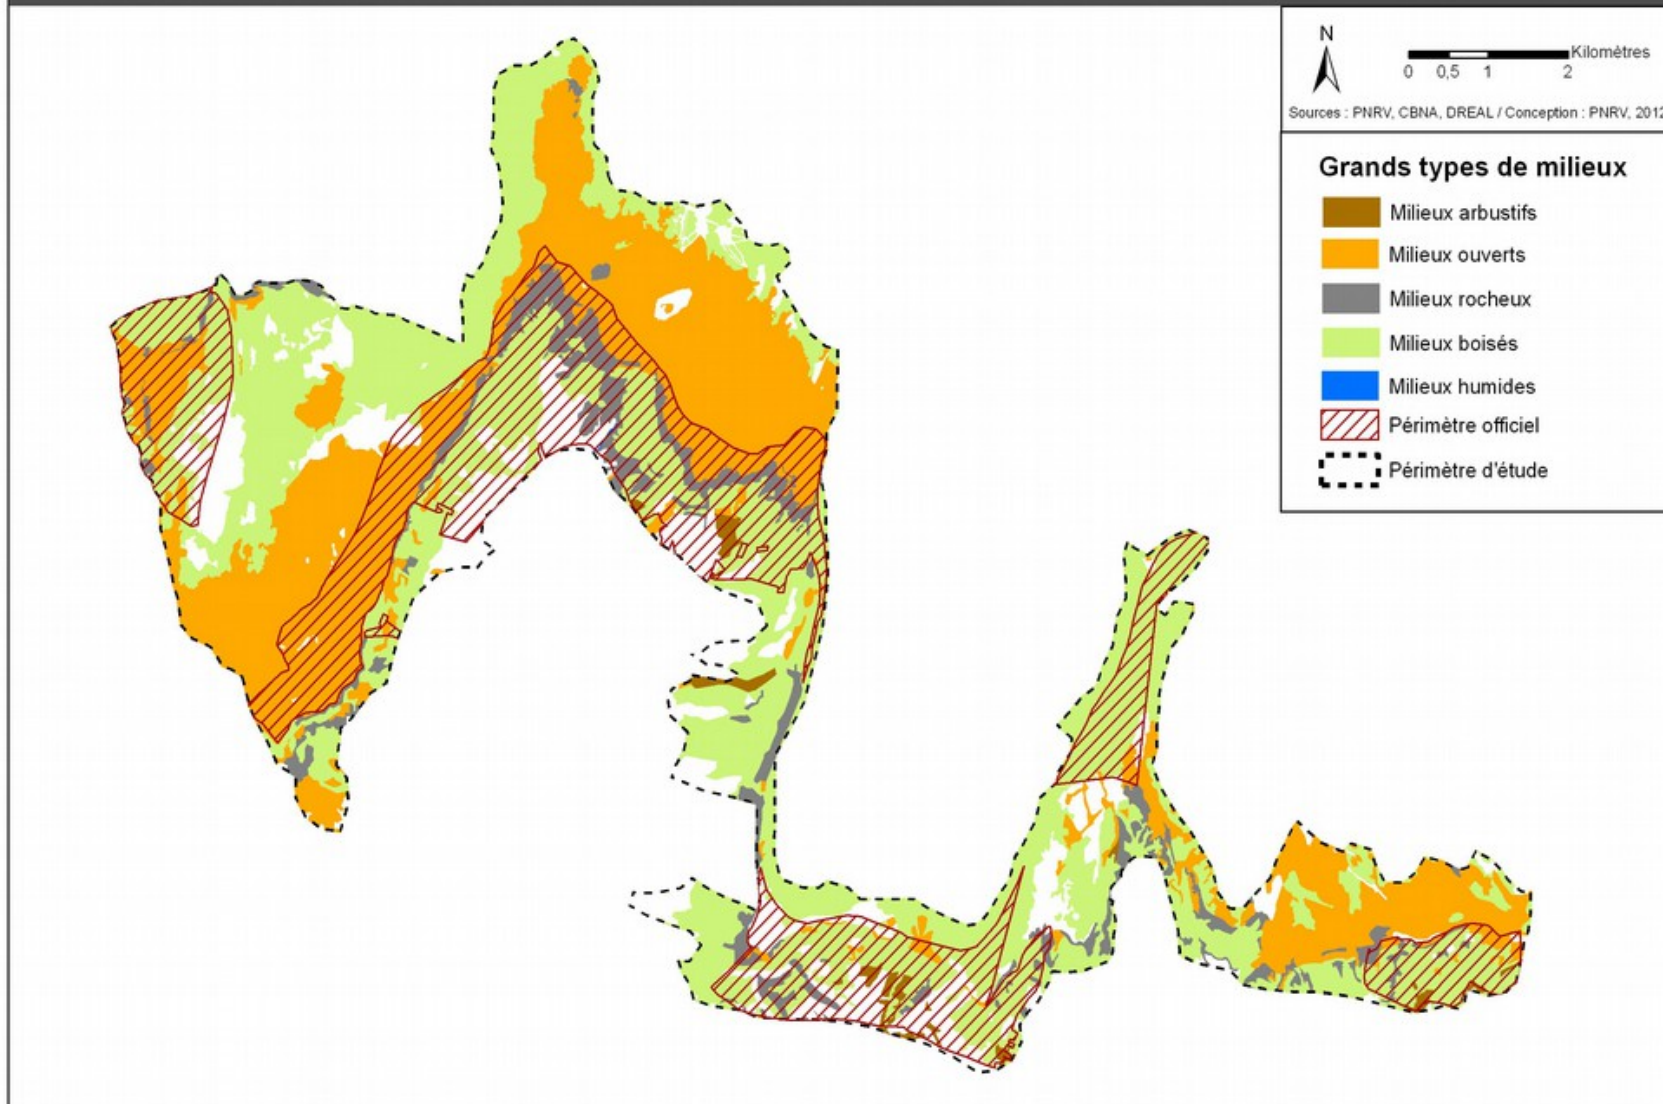 N
Kilomètres
0 0,5 1 2
Sources : PNRV, CBNA, DREAL / Conception : PNRV, 2012
Grands types de milieux
Milieux arbustifs
Milieux ouverts
Milieux rocheux
Milieux boisés
Milieux humides
Périmètre officiel
Périmètre d'étude